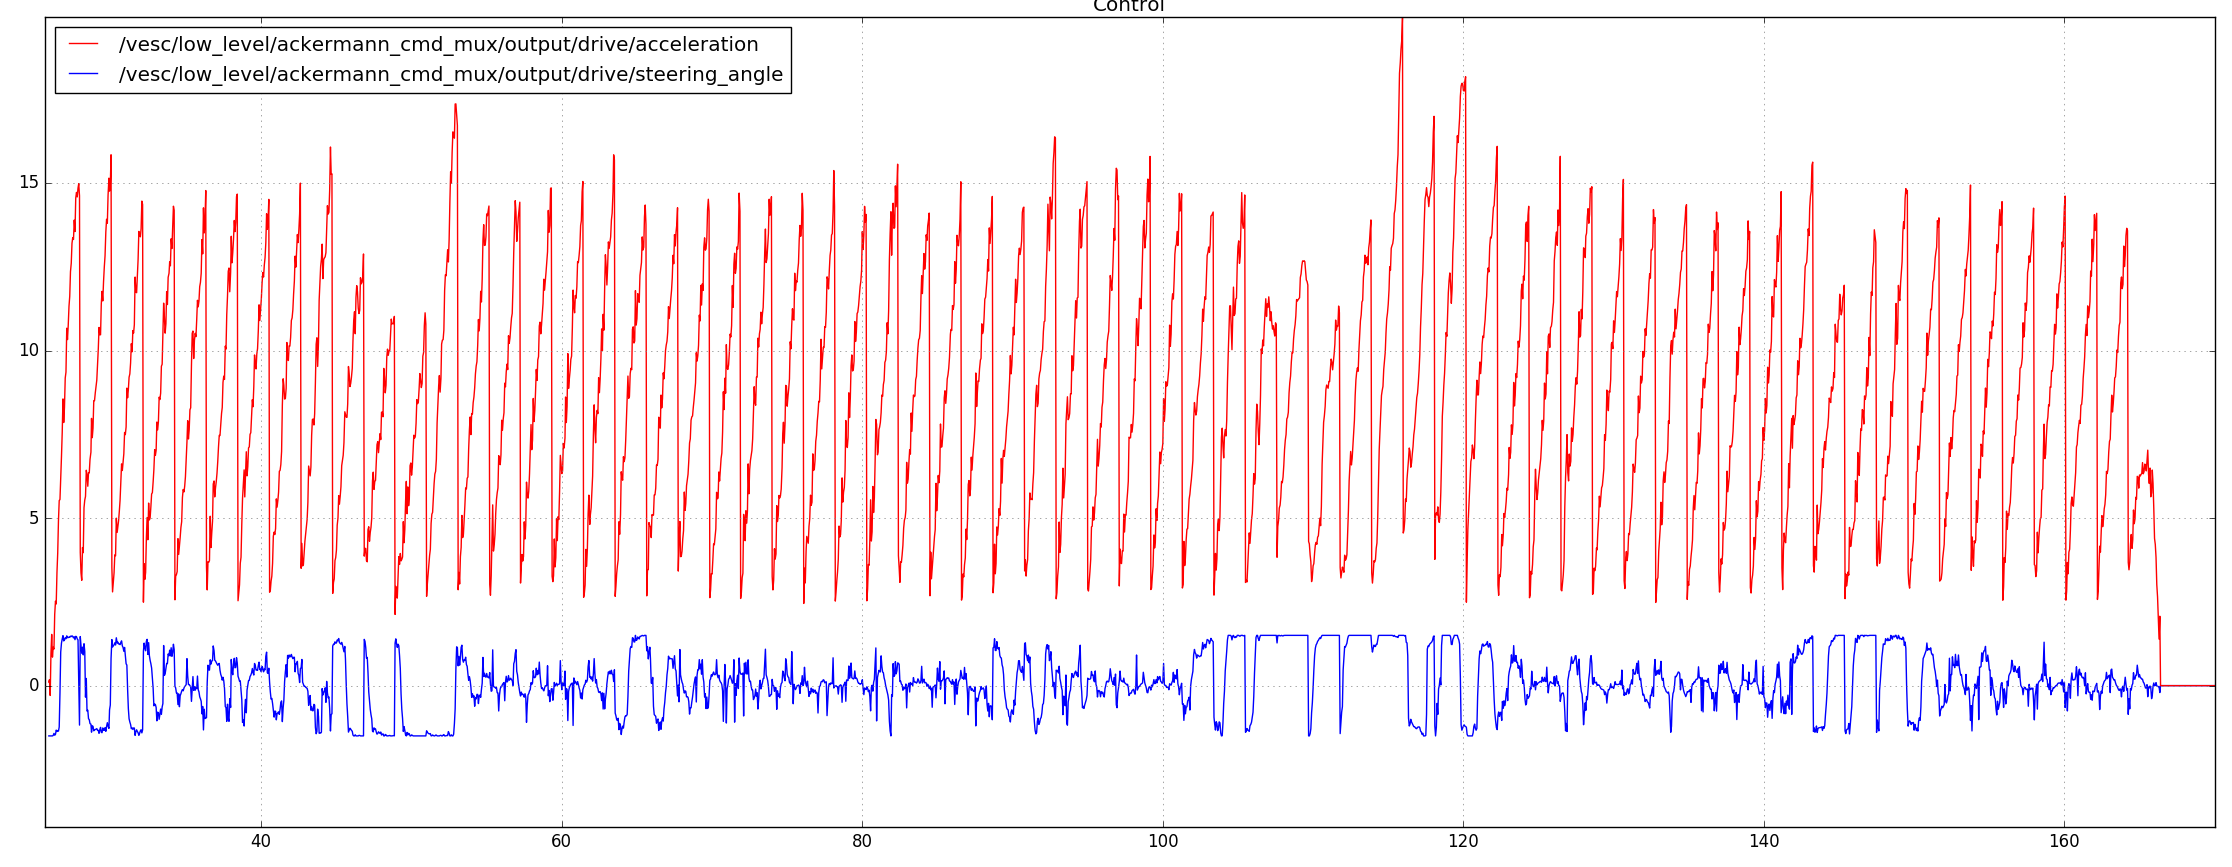 Control
/vesc/low_level/ackermann_cmd_mux/output/drive/acceleration
/vesc/low_level/ackermann_cmd_mux/output/drive/steering_angle
15
10
5
0
40 60 80 100 120 140 160